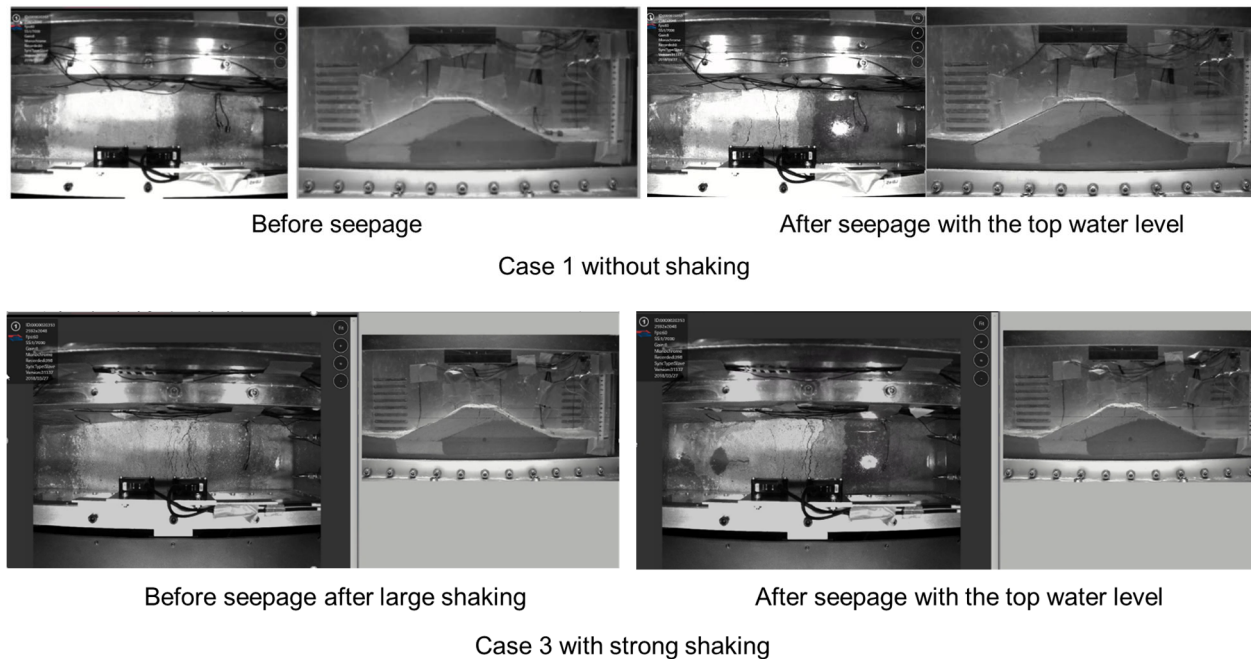 Before seepage
After seepage with the top water level
Case 1 without shaking
Before seepage after large shaking
After seepage with the top water level
Case 3 with strong shaking